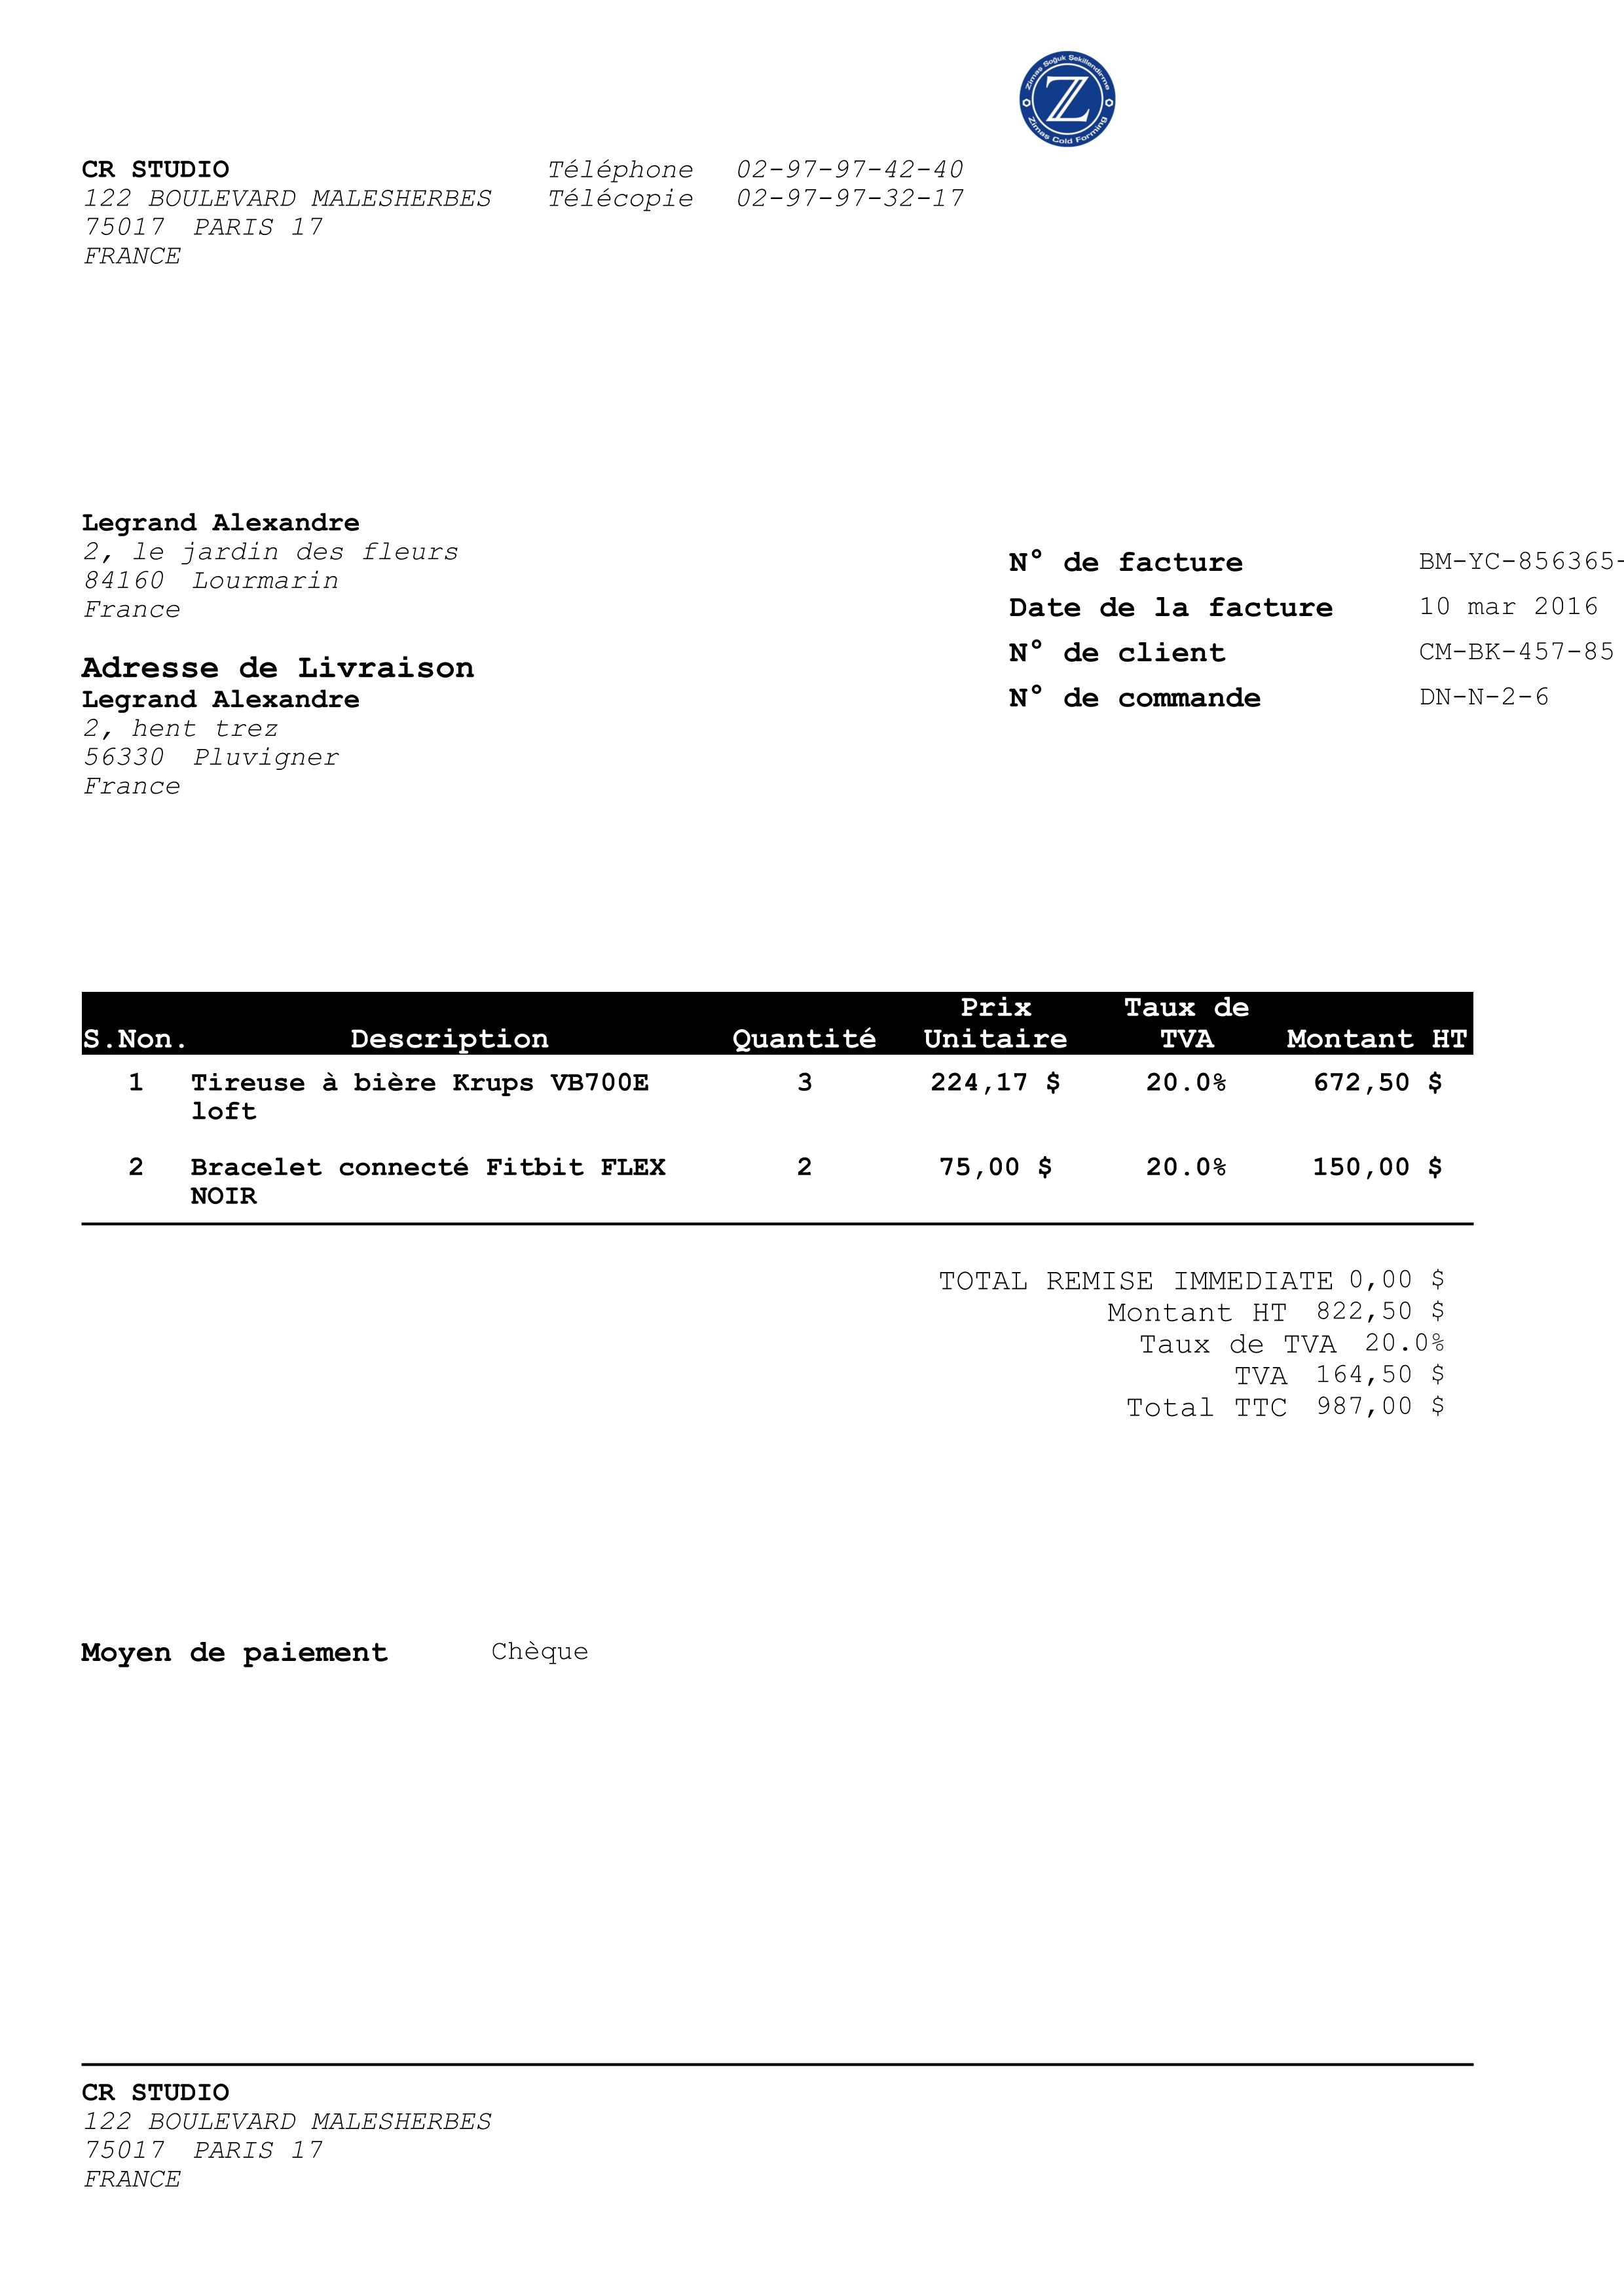 Zimas Soğuk Sekillendirme
Z
Zimas Cold Forming
CR STUDIO
122 BOULEVARD MALESHERBES
75017 PARIS 17
FRANCE
Téléphone 02-97-97-42-40
Télécopie 02-97-97-32-17
Legrand Alexandre
2, le jardin des fleurs
84160 Lourmarin
France
Adresse de Livraison
Legrand Alexandre
2, hent trez
56330 Pluvigner
France
N° de facture BM-YC-856365-
Date de la facture 10 mar 2016
N° de client CM-BK-457-85
N° de commande DN-N-2-6
S.Non. Description Quantité Prix Unitaire Taux de TVA Montant HT
1 Tireuse à bière Krups VB700E 3 224,17 $ 20.0% 672,50 $
loft
2 Bracelet connecté Fitbit FLEX 2 75,00 $ 20.0% 150,00 $
NOIR
TOTAL REMISE IMMEDIATE 0,00 $
Montant HT 822,50 $
Taux de TVA 20.0%
TVA 164,50 $
Total TTC 987,00 $
Moyen de paiement Chèque
CR STUDIO
122 BOULEVARD MALESHERBES
75017 PARIS 17
FRANCE